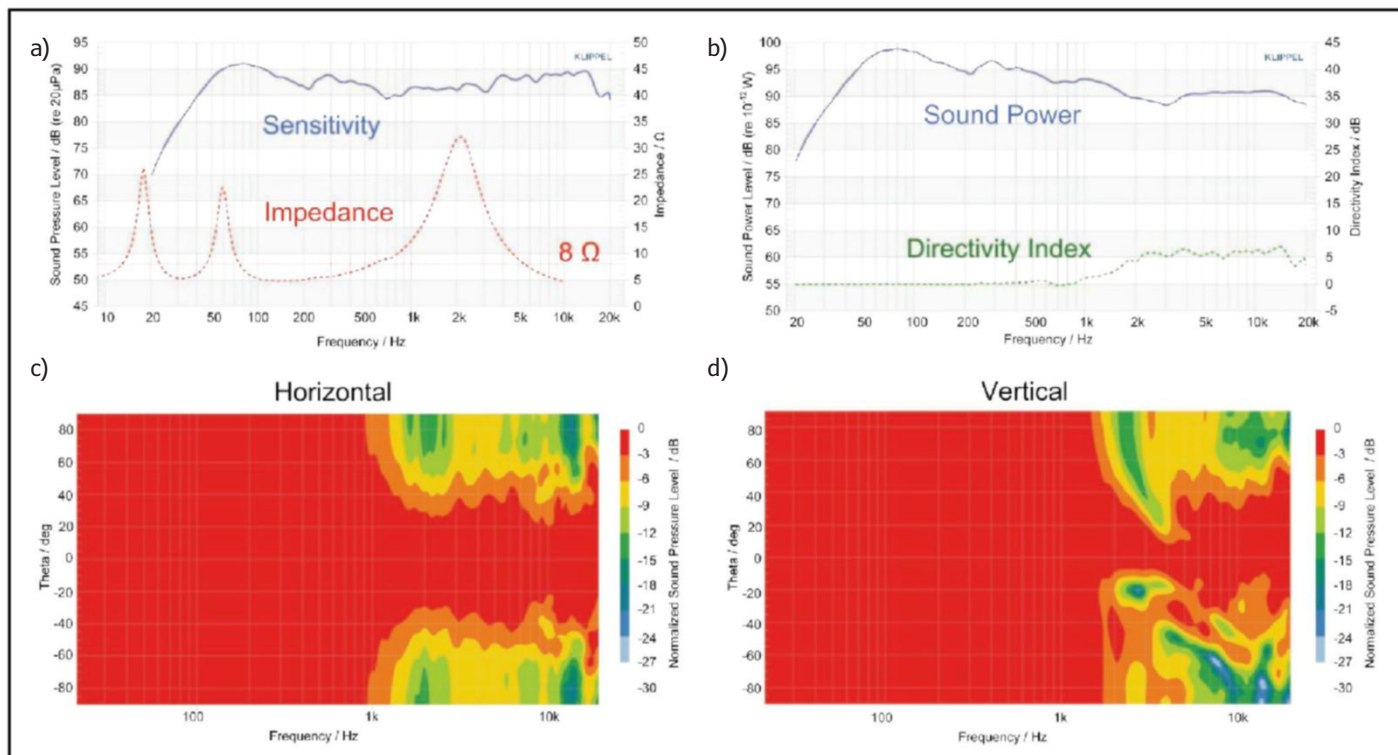 a)
95
90
85
80
75
70
65
60
55
50
45
Sound Pressure Level / dB (re 20µPa)
KLIPPEL
Sensitivity
Impedance
8 Ω
50
45
40
35
30
25
20
15
10
5
0
Impedance / Ω
10 20 50 100 200 500 1k 2k 5k 10k 20k
Frequency / Hz
b)
100
95
90
85
80
75
70
65
60
55
50
Sound Power Level / dB (re 10⁻¹² W)
KLIPPEL
Sound Power
Directivity Index
45
40
35
30
25
20
15
10
5
0
-5
Directivity Index / dB
20 50 100 200 500 1k 2k 5k 10k 20k
Frequency / Hz
c)
Horizontal
80
60
40
20
0
-20
-40
-60
-80
Theta / deg
100 1k 10k
Frequency / Hz
0
-3
-6
-9
-12
-15
-18
-21
-24
-27
-30
Normalized Sound Pressure Level / dB
d)
Vertical
80
60
40
20
0
-20
-40
-60
-80
Theta / deg
100 1k 10k
Frequency / Hz
0
-3
-6
-9
-12
-15
-18
-21
-24
-27
-30
Normalized Sound Pressure Level / dB